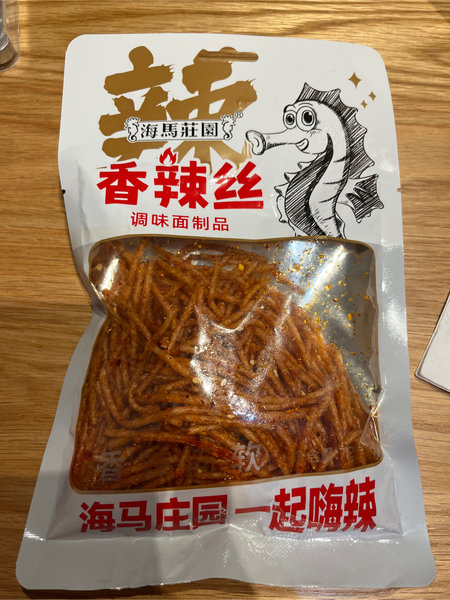 辣
海馬莊園
香辣丝
调味面制品
软
海马庄园 一起嗨辣